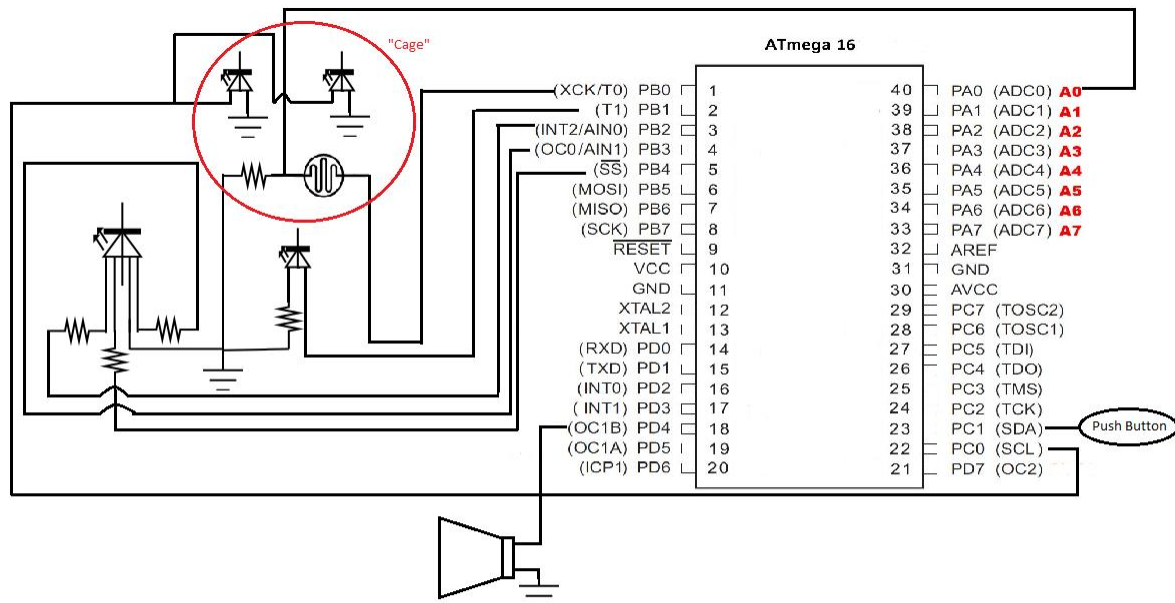 "Cage"
ATmega 16
(XCK/T0) PB0 1 40 PA0 (ADC0) A0
(T1) PB1 2 39 PA1 (ADC1) A1
(INT2/AIN0) PB2 3 38 PA2 (ADC2) A2
(OC0/AIN1) PB3 4 37 PA3 (ADC3) A3
(SS) PB4 5 36 PA4 (ADC4) A4
(MOSI) PB5 6 35 PA5 (ADC5) A5
(MISO) PB6 7 34 PA6 (ADC6) A6
(SCK) PB7 8 33 PA7 (ADC7) A7
RESET 9 32 AREF
VCC 10 31 GND
GND 11 30 AVCC
XTAL2 12 29 PC7 (TOSC2)
XTAL1 13 28 PC6 (TOSC1)
(RXD) PD0 14 27 PC5 (TDI)
(TXD) PD1 15 26 PC4 (TDO)
(INT0) PD2 16 25 PC3 (TMS)
(INT1) PD3 17 24 PC2 (TCK)
(OC1B) PD4 18 23 PC1 (SDA) Push Button
(OC1A) PD5 19 22 PC0 (SCL)
(ICP1) PD6 20 21 PD7 (OC2)